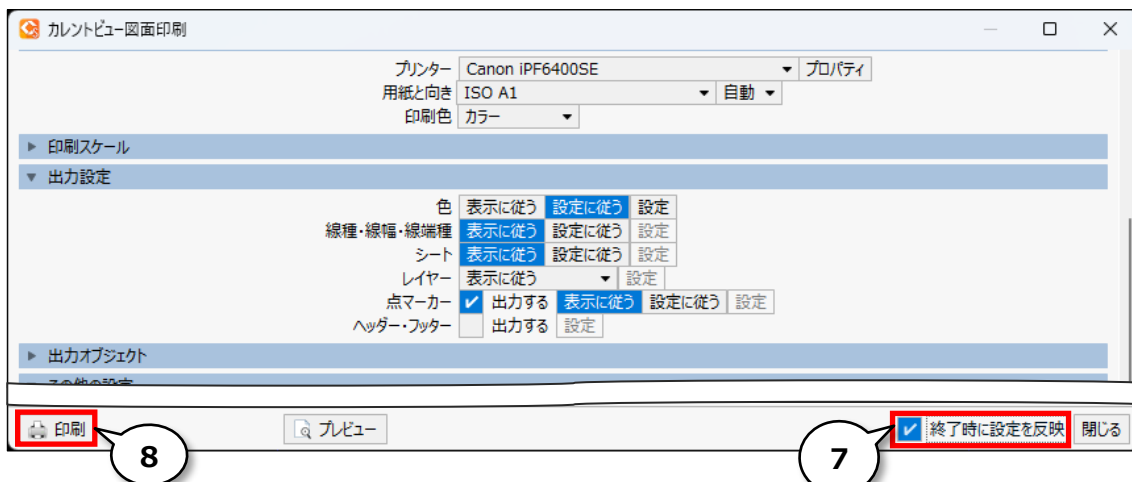 カレントビュー図面印刷
プリンター Canon iPF6400SE プロパティ
用紙と向き ISO A1 自動
印刷色 カラー
印刷スケール
出力設定
色 表示に従う 設定に従う 設定
線種・線幅・線端種 表示に従う 設定に従う 設定
シート 表示に従う 設定に従う 設定
レイヤー 表示に従う 設定
点マーカー 出力する 表示に従う 設定に従う 設定
ヘッダー・フッター 出力する 設定
出力オブジェクト
その他の設定
印刷 プレビュー 終了時に設定を反映 閉じる
8 7